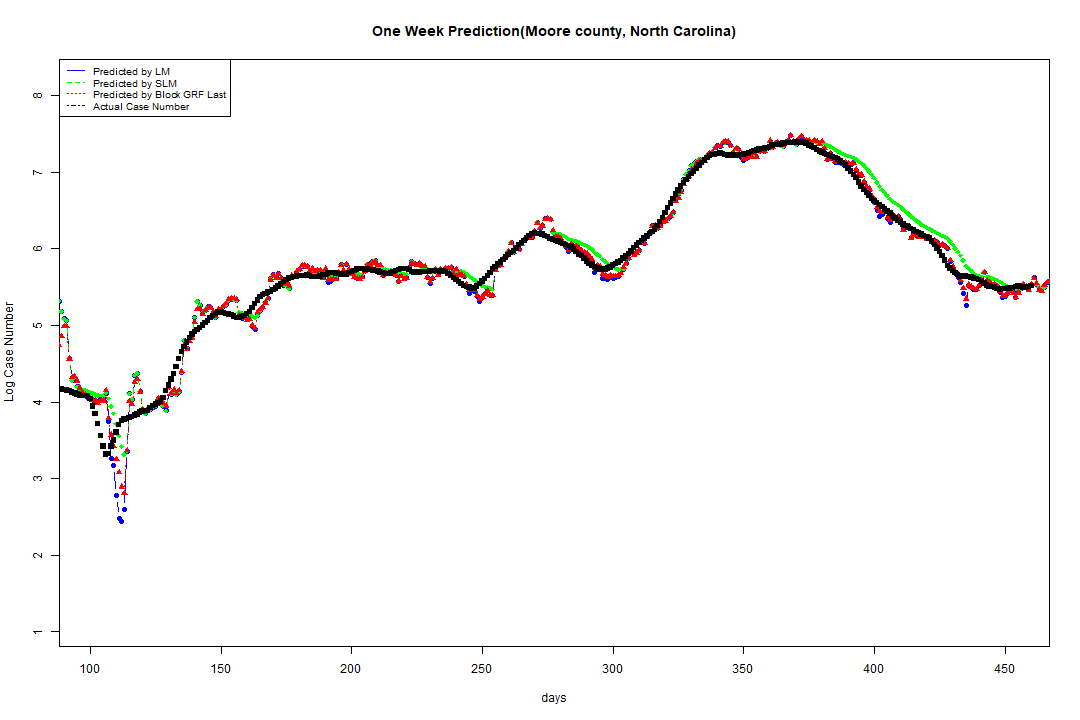 One Week Prediction(Moore county, North Carolina)
Predicted by LM
Predicted by SLM
Predicted by Block GRF Last
Actual Case Number
8
7
6
5
4
3
2
1
Log Case Number
100 150 200 250 300 350 400 450
days